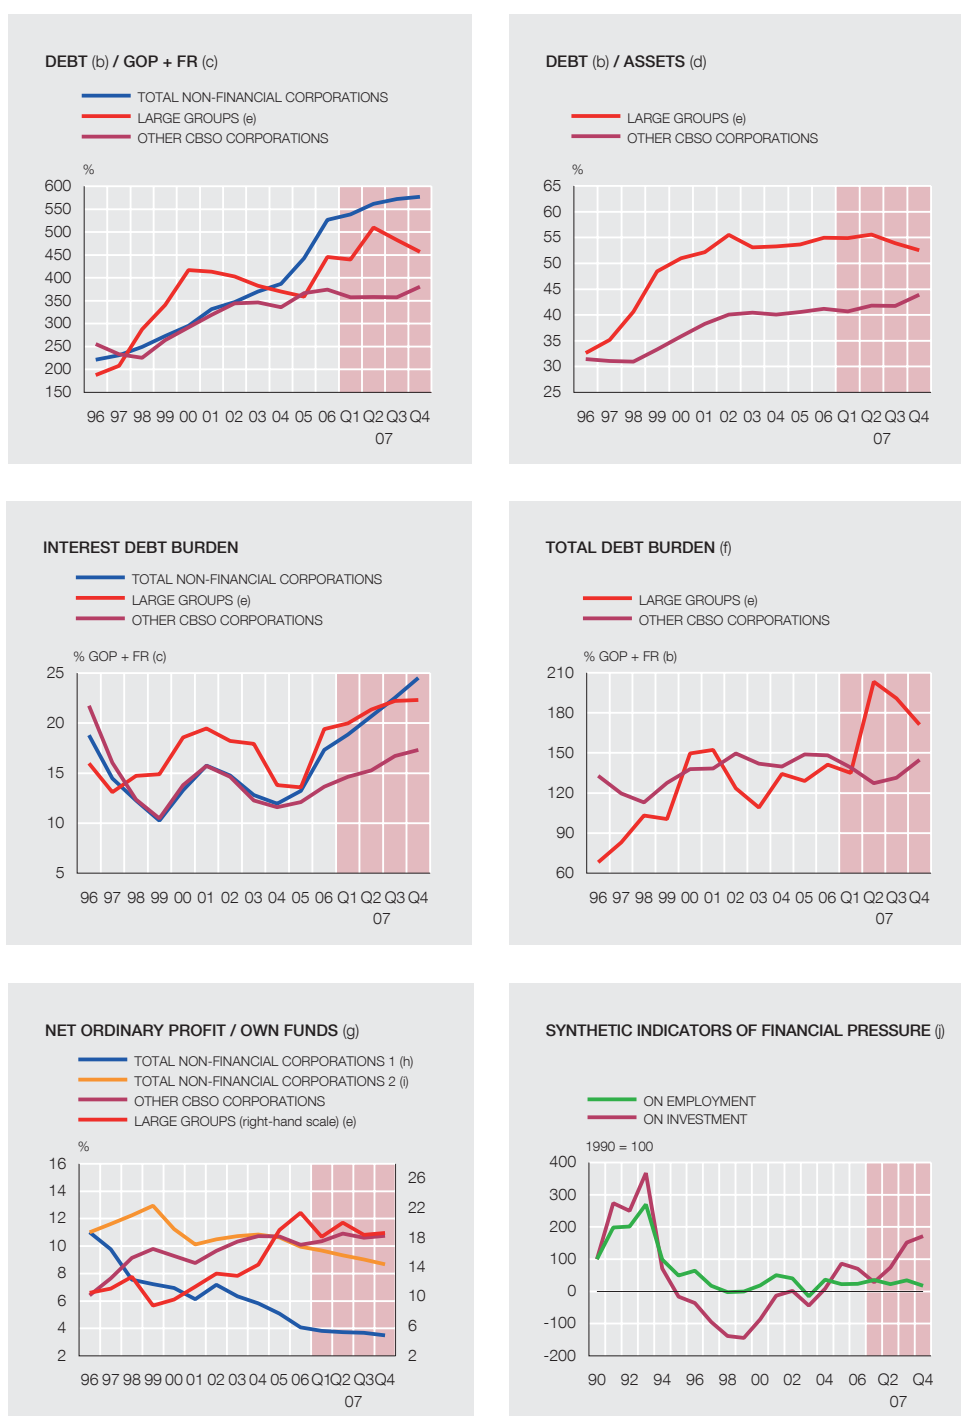 DEBT (b) / GOP + FR (c)
TOTAL NON-FINANCIAL CORPORATIONS
LARGE GROUPS (e)
OTHER CBSO CORPORATIONS
%
600
550
500
450
400
350
300
250
200
150
96 97 98 99 00 01 02 03 04 05 06 Q1 Q2 Q3 Q4
07
DEBT (b) / ASSETS (d)
LARGE GROUPS (e)
OTHER CBSO CORPORATIONS
%
65
60
55
50
45
40
35
30
25
96 97 98 99 00 01 02 03 04 05 06 Q1 Q2 Q3 Q4
07
INTEREST DEBT BURDEN
TOTAL NON-FINANCIAL CORPORATIONS
LARGE GROUPS (e)
OTHER CBSO CORPORATIONS
% GOP + FR (c)
25
20
15
10
5
96 97 98 99 00 01 02 03 04 05 06 Q1 Q2 Q3 Q4
07
TOTAL DEBT BURDEN (f)
LARGE GROUPS (e)
OTHER CBSO CORPORATIONS
% GOP + FR (b)
210
180
150
120
90
60
96 97 98 99 00 01 02 03 04 05 06 Q1 Q2 Q3 Q4
07
NET ORDINARY PROFIT / OWN FUNDS (g)
TOTAL NON-FINANCIAL CORPORATIONS 1 (h)
TOTAL NON-FINANCIAL CORPORATIONS 2 (i)
OTHER CBSO CORPORATIONS
LARGE GROUPS (right-hand scale) (e)
%
16
14
12
10
8
6
4
2
26
22
18
14
10
6
2
96 97 98 99 00 01 02 03 04 05 06 Q1 Q2 Q3 Q4
07
SYNTHETIC INDICATORS OF FINANCIAL PRESSURE (j)
ON EMPLOYMENT
ON INVESTMENT
1990 = 100
400
300
200
100
0
-100
-200
90 92 94 96 98 00 02 04 06 Q2 Q4
07